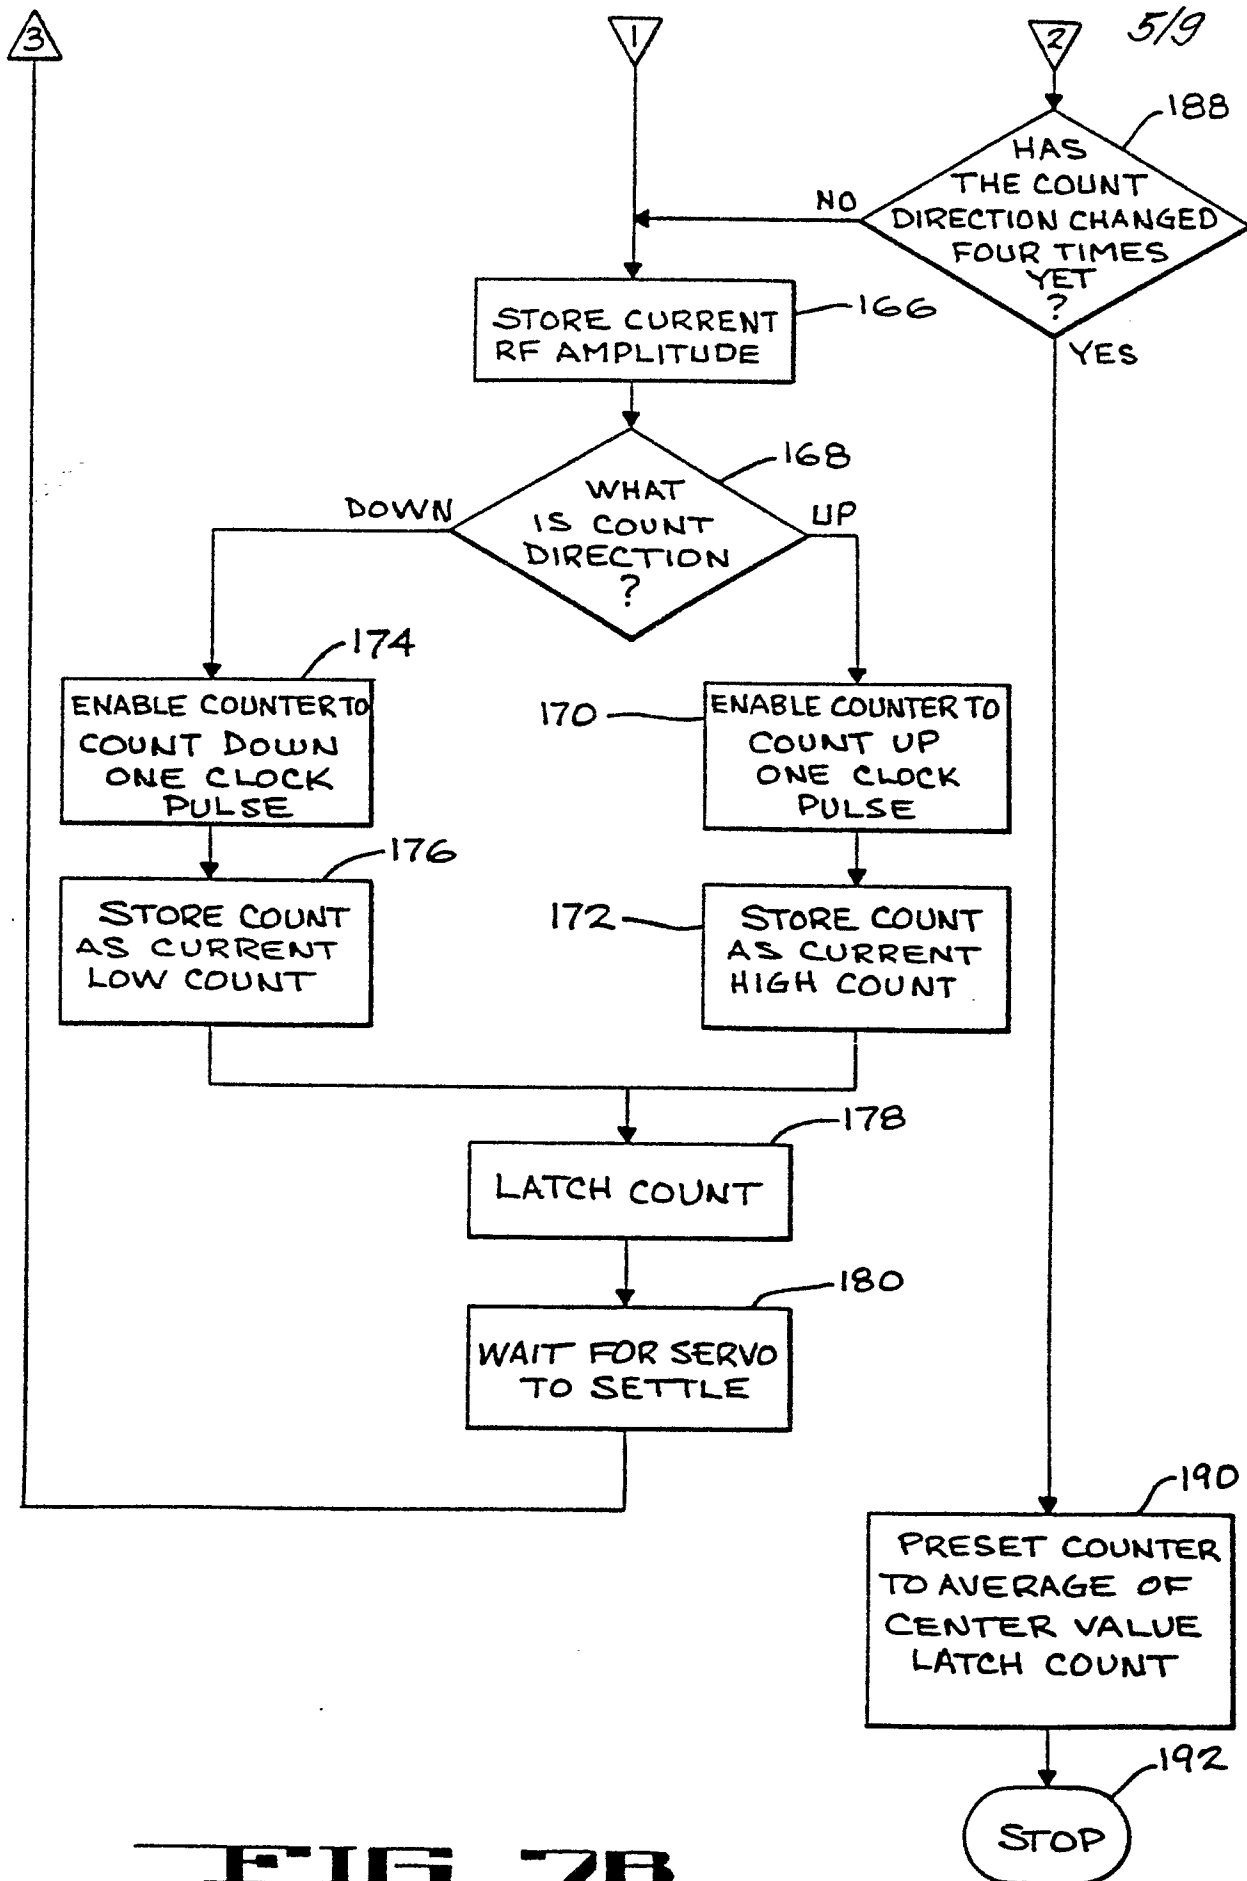 3
1
2
5/9
188
HAS
THE COUNT
DIRECTION CHANGED
FOUR TIMES
YET
?
NO
YES
STORE CURRENT
RF AMPLITUDE
166
168
WHAT
IS COUNT
DIRECTION
?
DOWN
UP
174
ENABLE COUNTER TO
COUNT DOWN
ONE CLOCK
PULSE
170
ENABLE COUNTER TO
COUNT UP
ONE CLOCK
PULSE
176
STORE COUNT
AS CURRENT
LOW COUNT
172
STORE COUNT
AS CURRENT
HIGH COUNT
178
LATCH COUNT
180
WAIT FOR SERVO
TO SETTLE
190
PRESET COUNTER
TO AVERAGE OF
CENTER VALUE
LATCH COUNT
192
STOP
FIG 7B